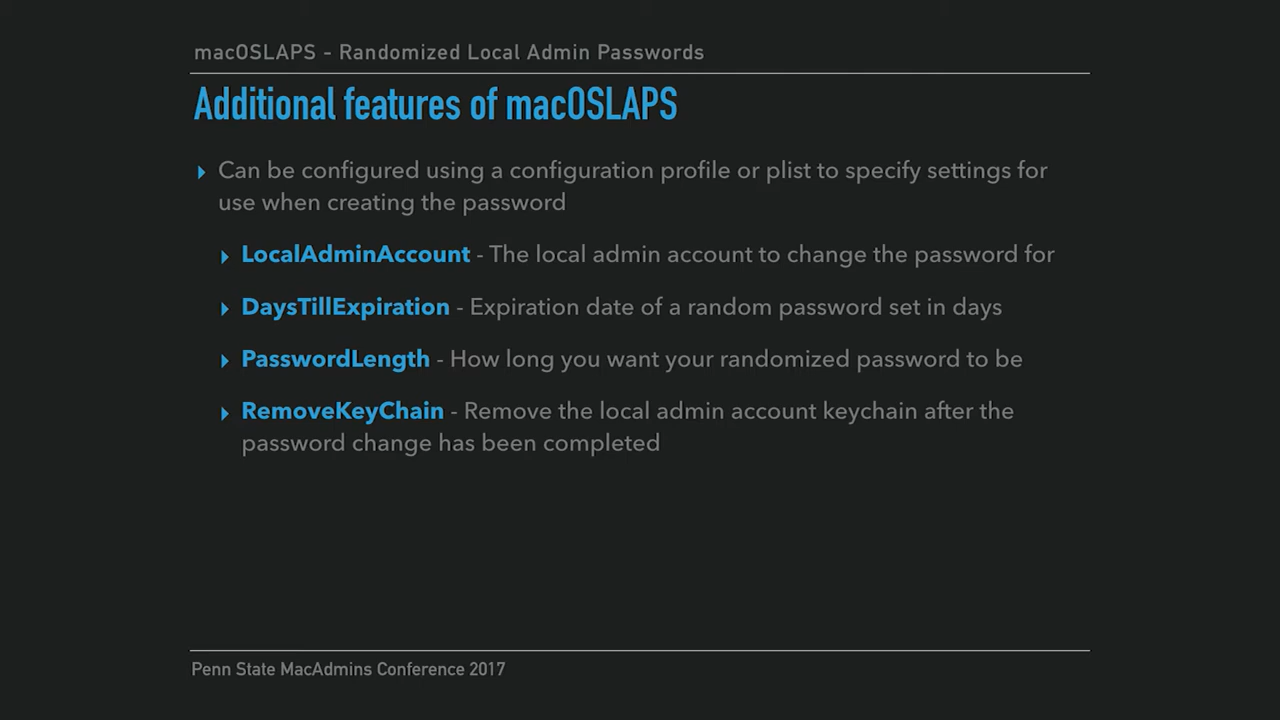 macOSLAPS - Randomized Local Admin Passwords
Additional features of macOSLAPS
Can be configured using a configuration profile or plist to specify settings for
use when creating the password
LocalAdminAccount - The local admin account to change the password for
DaysTillExpiration - Expiration date of a random password set in days
PasswordLength - How long you want your randomized password to be
RemoveKeyChain - Remove the local admin account keychain after the
password change has been completed
Penn State MacAdmins Conference 2017